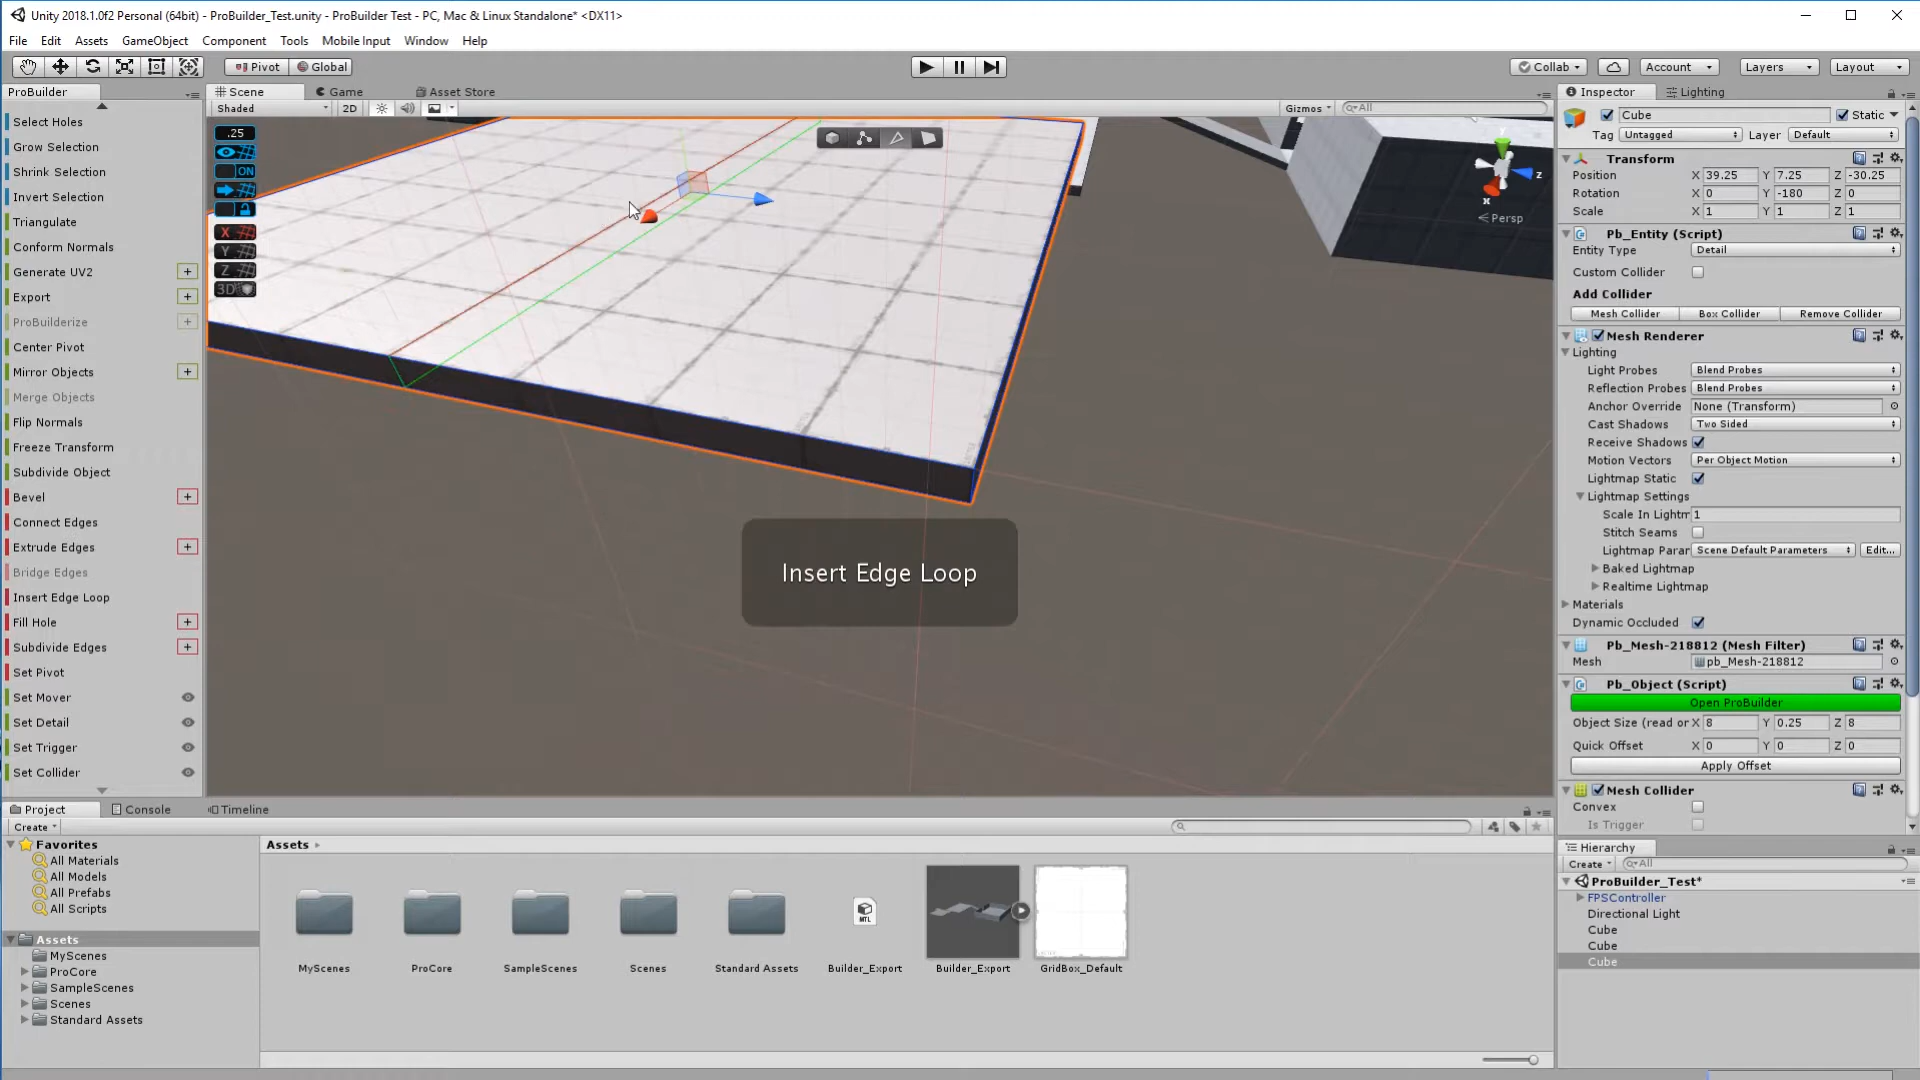 Unity 2018.1.0f2 Personal (64bit) - ProBuilder_Test.unity - ProBuilder Test - PC, Mac & Linux Standalone* <DX11>
File Edit Assets GameObject Component Tools Mobile Input Window Help
Pivot Global Collab Account Layers Layout
ProBuilder
Select Holes
Grow Selection
Shrink Selection
Invert Selection
Triangulate
Conform Normals
Generate UV2
Export
ProBuilderize
Center Pivot
Mirror Objects
Merge Objects
Flip Normals
Freeze Transform
Subdivide Object
Bevel
Connect Edges
Extrude Edges
Bridge Edges
Insert Edge Loop
Fill Hole
Subdivide Edges
Set Pivot
Set Mover
Set Detail
Set Trigger
Set Collider
Scene Game Asset Store
Shaded 2D Gizmos All
.25
ON
X
Y
Z
3D
y
z
x
Persp
Insert Edge Loop
Inspector Lighting
Cube Static
Tag Untagged Layer Default
Transform
Position X 39.25 Y 7.25 Z -30.25
Rotation X 0 Y -180 Z 0
Scale X 1 Y 1 Z 1
Pb_Entity (Script)
Entity Type Detail
Custom Collider
Add Collider
Mesh Collider Box Collider Remove Collider
Mesh Renderer
Lighting
Light Probes Blend Probes
Reflection Probes Blend Probes
Anchor Override None (Transform)
Cast Shadows Two Sided
Receive Shadows
Motion Vectors Per Object Motion
Lightmap Static
Lightmap Settings
Scale In Lightm 1
Stitch Seams
Lightmap Parar Scene Default Parameters Edit...
Baked Lightmap
Realtime Lightmap
Materials
Dynamic Occluded
Pb_Mesh-218812 (Mesh Filter)
Mesh pb_Mesh-218812
Pb_Object (Script)
Open ProBuilder
Object Size (read or X 8 Y 0.25 Z 8
Quick Offset X 0 Y 0 Z 0
Apply Offset
Mesh Collider
Convex
Is Trigger
Hierarchy
Create All
ProBuilder_Test*
FPSController
Directional Light
Cube
Cube
Cube
Project Console Timeline
Create
Favorites
All Materials
All Models
All Prefabs
All Scripts
Assets
MyScenes
ProCore
SampleScenes
Scenes
Standard Assets
Assets
MTL
MyScenes ProCore SampleScenes Scenes Standard Assets Builder_Export Builder_Export GridBox_Default